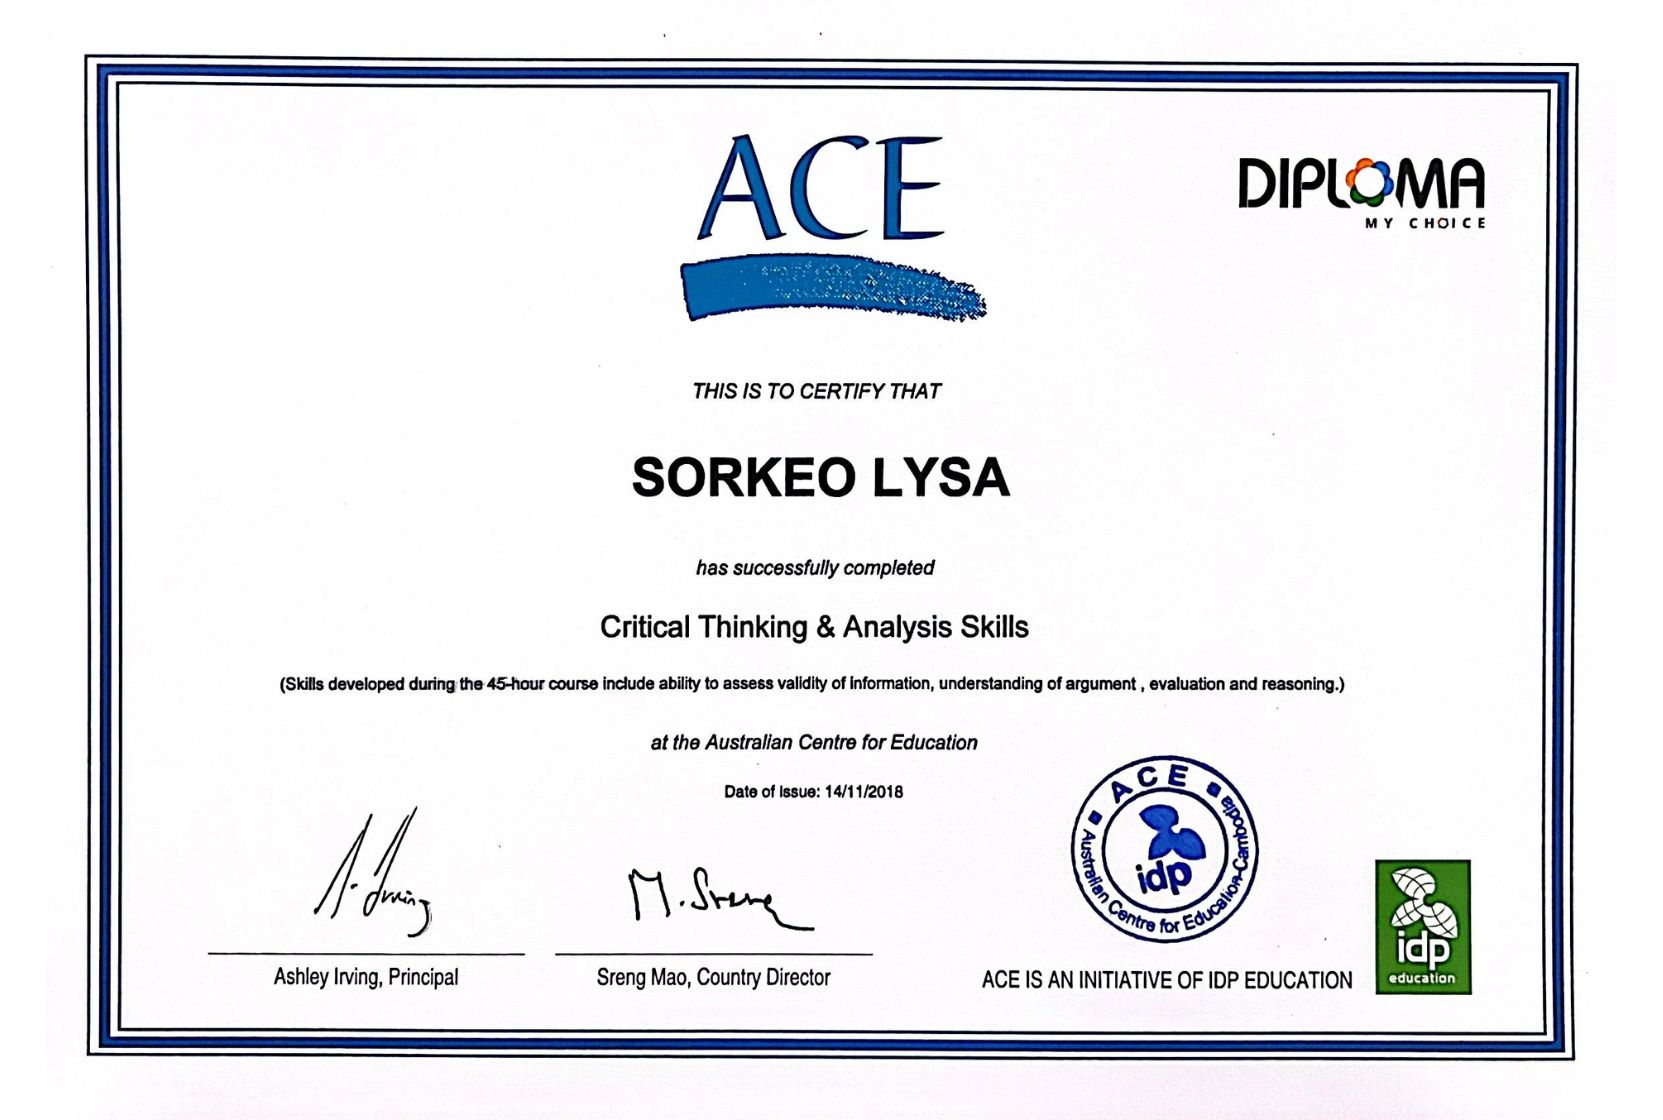 ACE
DIPLOMA
MY CHOICE
THIS IS TO CERTIFY THAT
SORKEO LYSA
has successfully completed
Critical Thinking & Analysis Skills
(Skills developed during the 45-hour course include ability to assess validity of information, understanding of argument , evaluation and reasoning.)
at the Australian Centre for Education
Date of issue: 14/11/2018
A. Irving
M. Sreng
Ashley Irving, Principal
Sreng Mao, Country Director
ACE
Australian Centre for Education-Cambodia
idp
ACE IS AN INITIATIVE OF IDP EDUCATION
idp
education